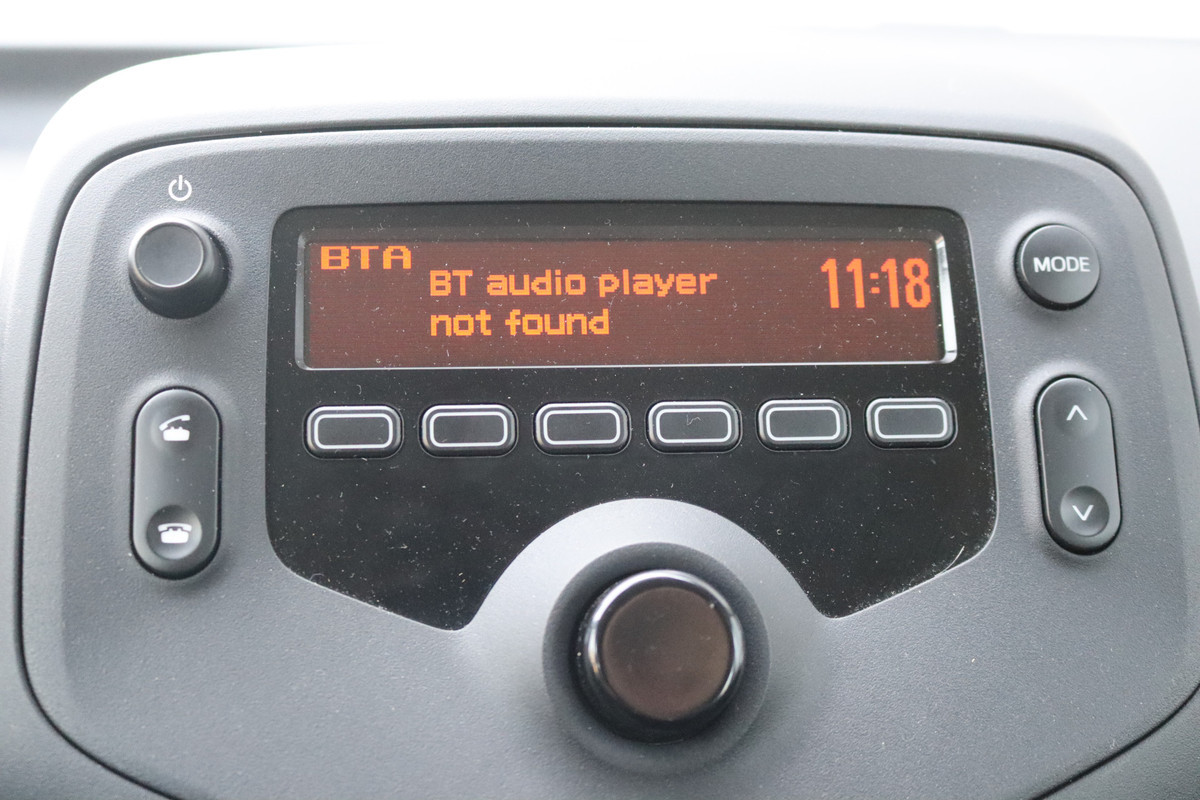 BTA
BT audio player
not found
11:18
MODE